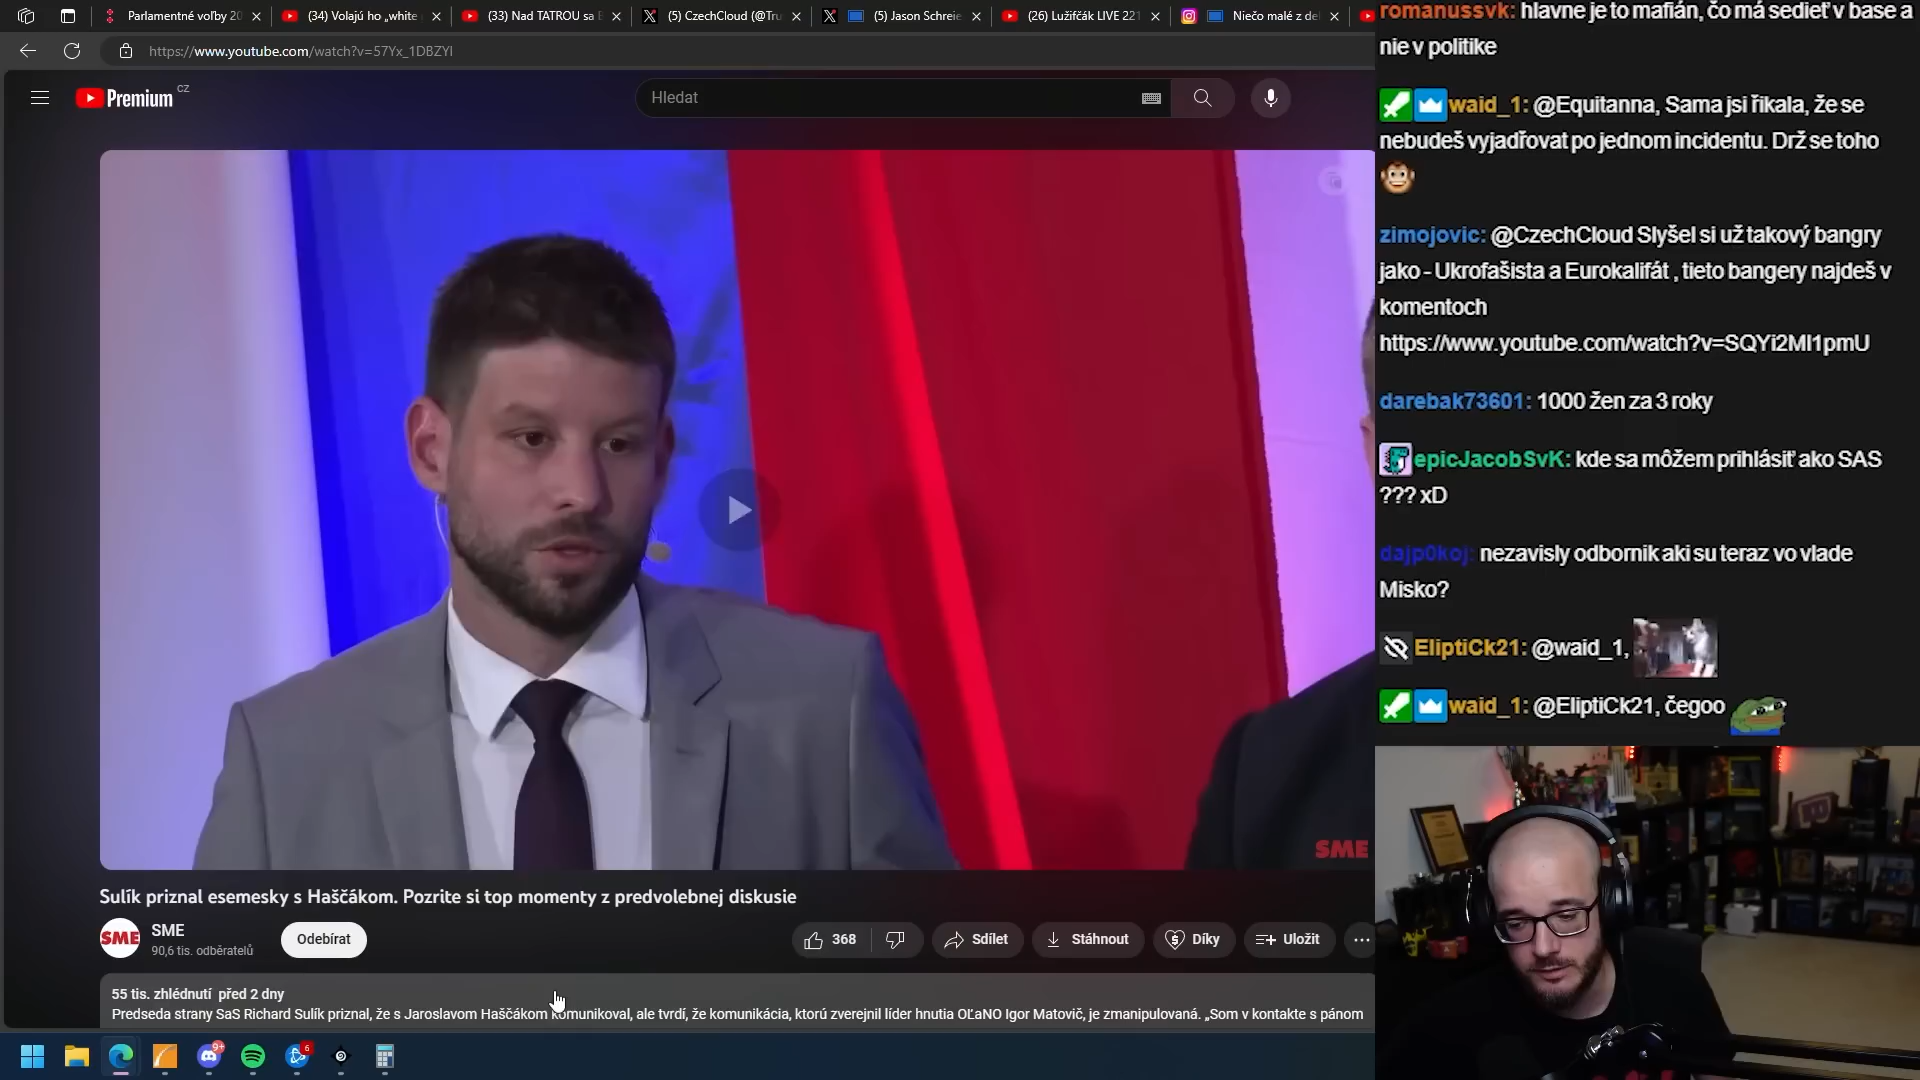 Parlamentné voľby 20
(34) Volajú ho „white
(33) Nad TATROU sa
(5) CzechCloud (@Tru
(5) Jason Schreie
(26) Lužifčák LIVE 221
Niečo malé z de
https://www.youtube.com/watch?v=57Yx_1DBZYI
Premium CZ
Hledat
SME
Sulík priznal esemesky s Haščákom. Pozrite si top momenty z predvolebnej diskusie
SME
SME
90,6 tis. odběratelů
Odebírat
368
Sdílet
Stáhnout
Díky
Uložit
55 tis. zhlédnutí před 2 dny
Predseda strany SaS Richard Sulík priznal, že s Jaroslavom Haščákom komunikoval, ale tvrdí, že komunikácia, ktorú zverejnil líder hnutia OĽaNO Igor Matovič, je zmanipulovaná. „Som v kontakte s pánom
9+
6
romanussvk: hlavne je to mafián, čo má sedieť v base a
nie v politike
waid_1: @Equitanna, Sama jsi řikala, že se
nebudeš vyjadřovat po jednom incidentu. Drž se toho
zimojovic: @CzechCloud Slyšel si už takový bangry
jako - Ukrofašista a Eurokalifát , tieto bangery najdeš v
komentoch
https://www.youtube.com/watch?v=SQYi2Ml1pmU
darebak73601: 1000 žen za 3 roky
epicJacobSvK: kde sa môžem prihlásiť ako SAS
??? xD
dajp0koj: nezavisly odbornik aki su teraz vo vlade
Misko?
EliptiCk21: @waid_1,
waid_1: @EliptiCk21, čegoo